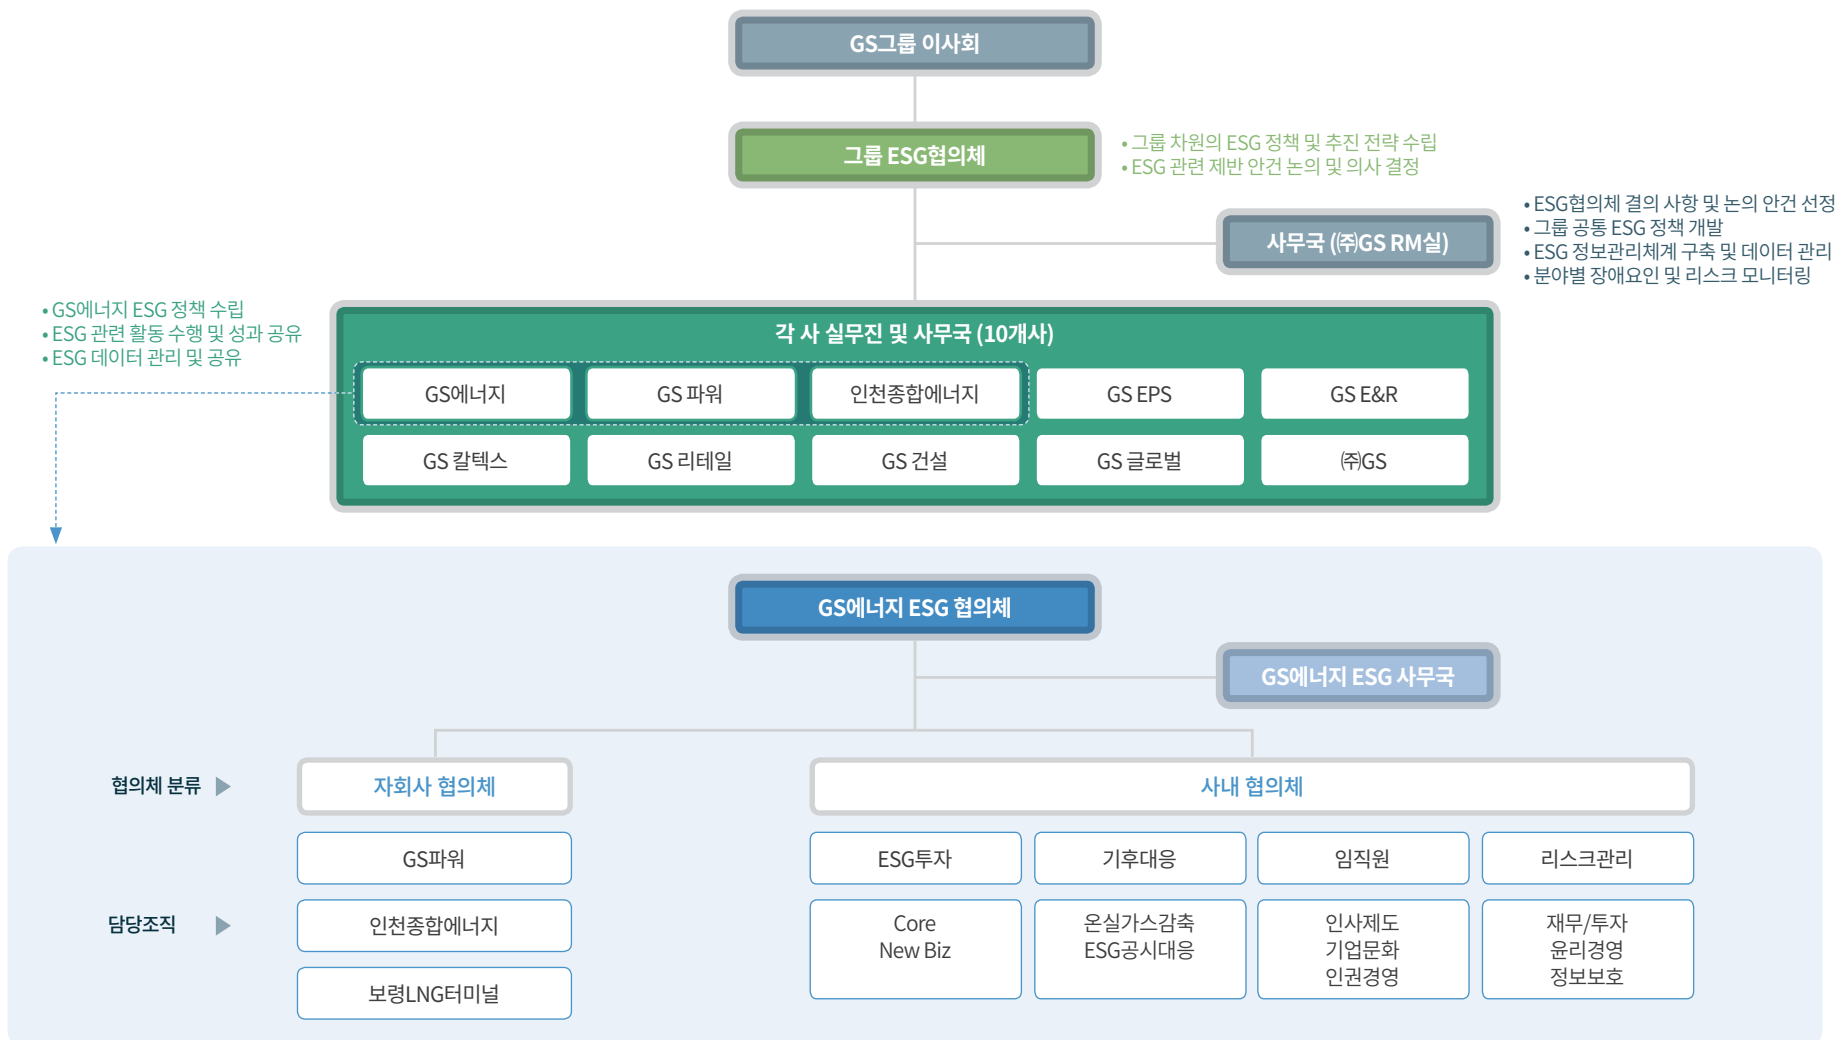 GS그룹 이사회
그룹 ESG협의체
• 그룹 차원의 ESG 정책 및 추진 전략 수립
• ESG 관련 제반 안건 논의 및 의사 결정
사무국 (㈜GS RM실)
• ESG협의체 결의 사항 및 논의 안건 선정
• 그룹 공통 ESG 정책 개발
• ESG 정보관리체계 구축 및 데이터 관리
• 분야별 장애요인 및 리스크 모니터링
• GS에너지 ESG 정책 수립
• ESG 관련 활동 수행 및 성과 공유
• ESG 데이터 관리 및 공유
각 사 실무진 및 사무국 (10개사)
GS에너지
GS 파워
인천종합에너지
GS EPS
GS E&R
GS 칼텍스
GS 리테일
GS 건설
GS 글로벌
㈜GS
GS에너지 ESG 협의체
GS에너지 ESG 사무국
협의체 분류
자회사 협의체
사내 협의체
GS파워
ESG투자
기후대응
임직원
리스크관리
담당조직
인천종합에너지
보령LNG터미널
Core
New Biz
온실가스감축
ESG공시대응
인사제도
기업문화
인권경영
재무/투자
윤리경영
정보보호